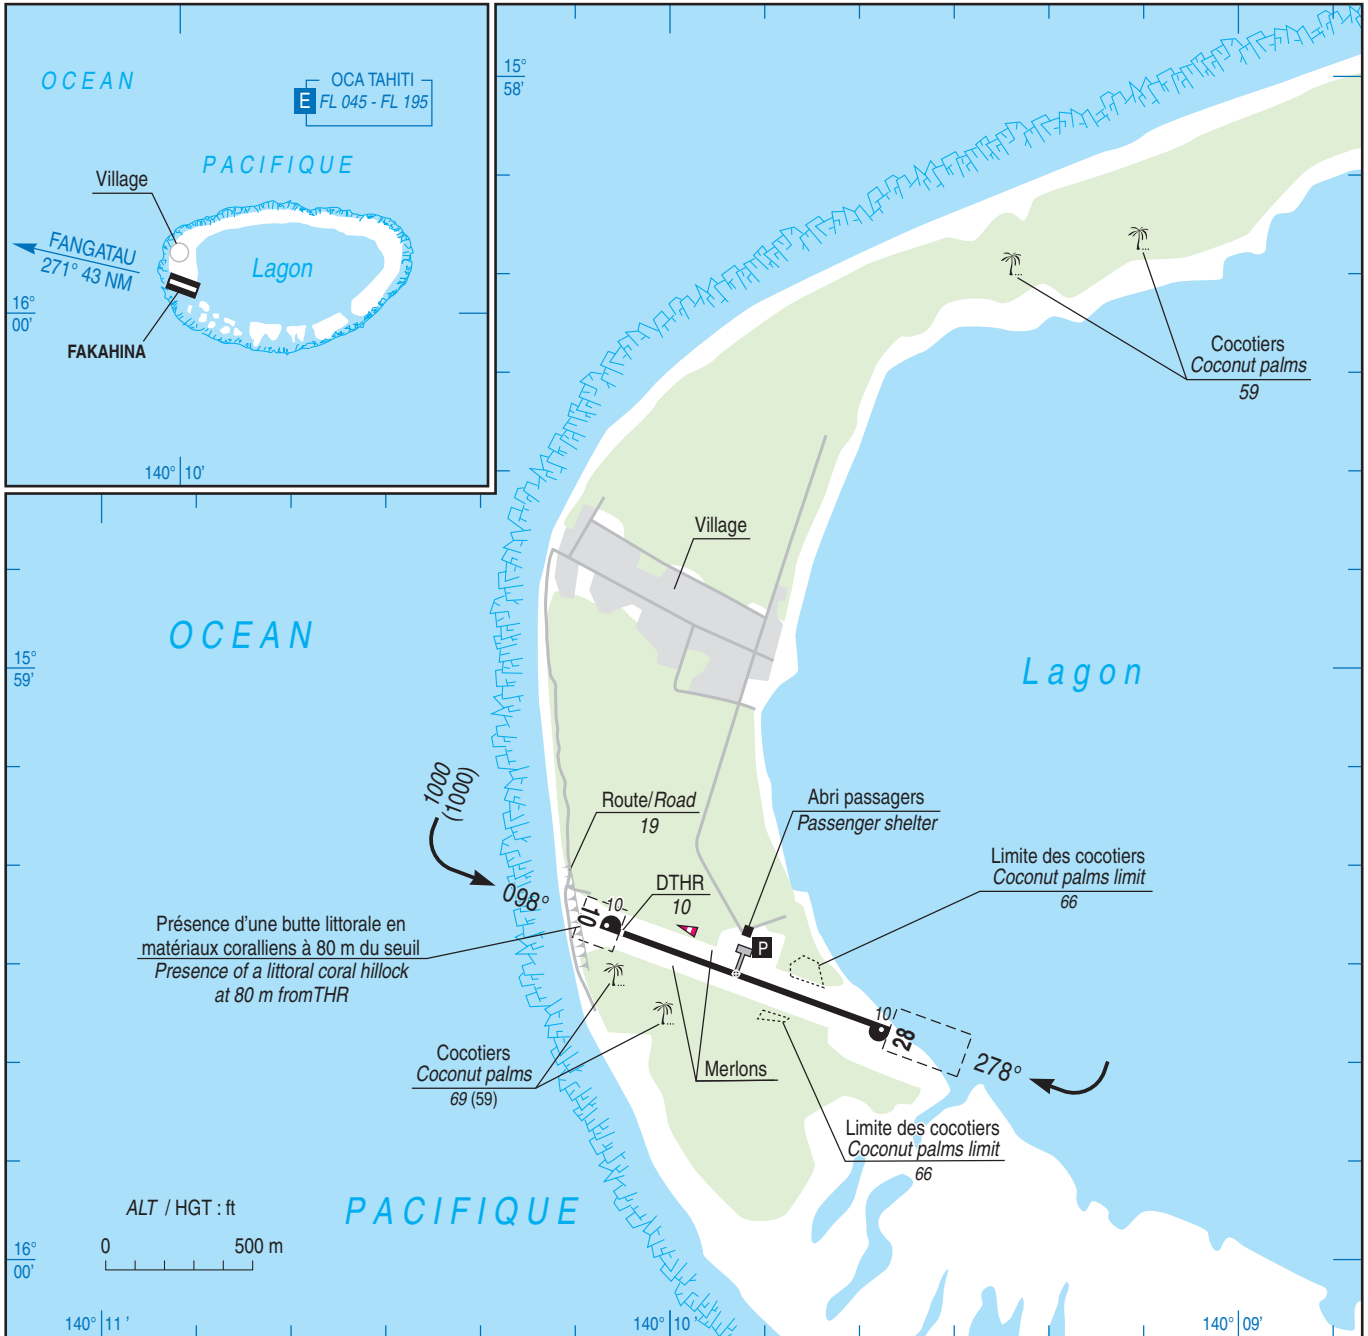 OCEAN
OCA TAHITI
E FL 045 - FL 195
PACIFIQUE
Village
FANGATAU
271° 43 NM
Lagon
16°
00’
FAKAHINA
140° 10’
15°
58’
Cocotiers
Coconut palms
59
Village
OCEAN
15°
59’
Lagon
1000
(1000)
Route/Road
19
Abri passagers
Passenger shelter
Limite des cocotiers
Coconut palms limit
66
DTHR
10
098°
10
10
Présence d’une butte littorale en
matériaux coralliens à 80 m du seuil
Presence of a littoral coral hillock
at 80 m fromTHR
P
10
28
278°
Cocotiers
Coconut palms
69 (59)
Merlons
Limite des cocotiers
Coconut palms limit
66
ALT / HGT : ft
0 500 m
PACIFIQUE
16°
00’
140° 11 ’
140° 10’
140° 09’